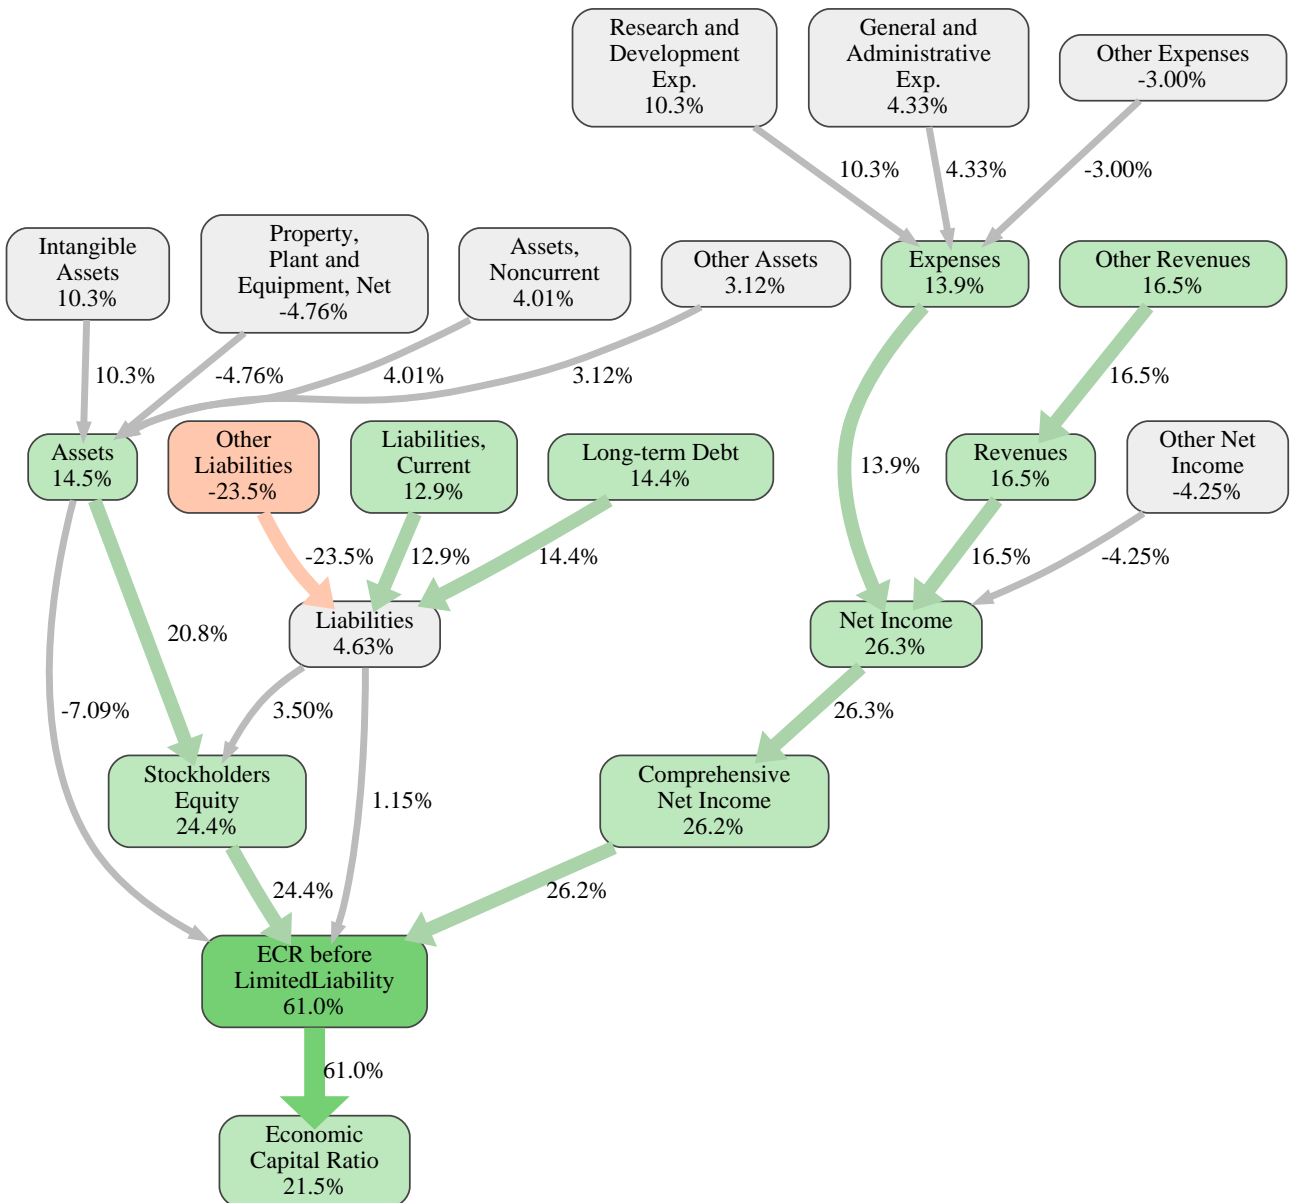 Research and
Development
Exp.
10.3%
General and
Administrative
Exp.
4.33%
Other Expenses
-3.00%
10.3%
4.33%
-3.00%
Intangible
Assets
10.3%
Property,
Plant and
Equipment, Net
-4.76%
Assets,
Noncurrent
4.01%
Other Assets
3.12%
Expenses
13.9%
Other Revenues
16.5%
10.3%
-4.76%
4.01%
3.12%
16.5%
Assets
14.5%
Other
Liabilities
-23.5%
Liabilities,
Current
12.9%
Long-term Debt
14.4%
13.9%
Revenues
16.5%
Other Net
Income
-4.25%
-23.5%
12.9%
14.4%
16.5%
-4.25%
20.8%
Liabilities
4.63%
Net Income
26.3%
-7.09%
3.50%
26.3%
Stockholders
Equity
24.4%
1.15%
Comprehensive
Net Income
26.2%
24.4%
26.2%
ECR before
LimitedLiability
61.0%
61.0%
Economic
Capital Ratio
21.5%